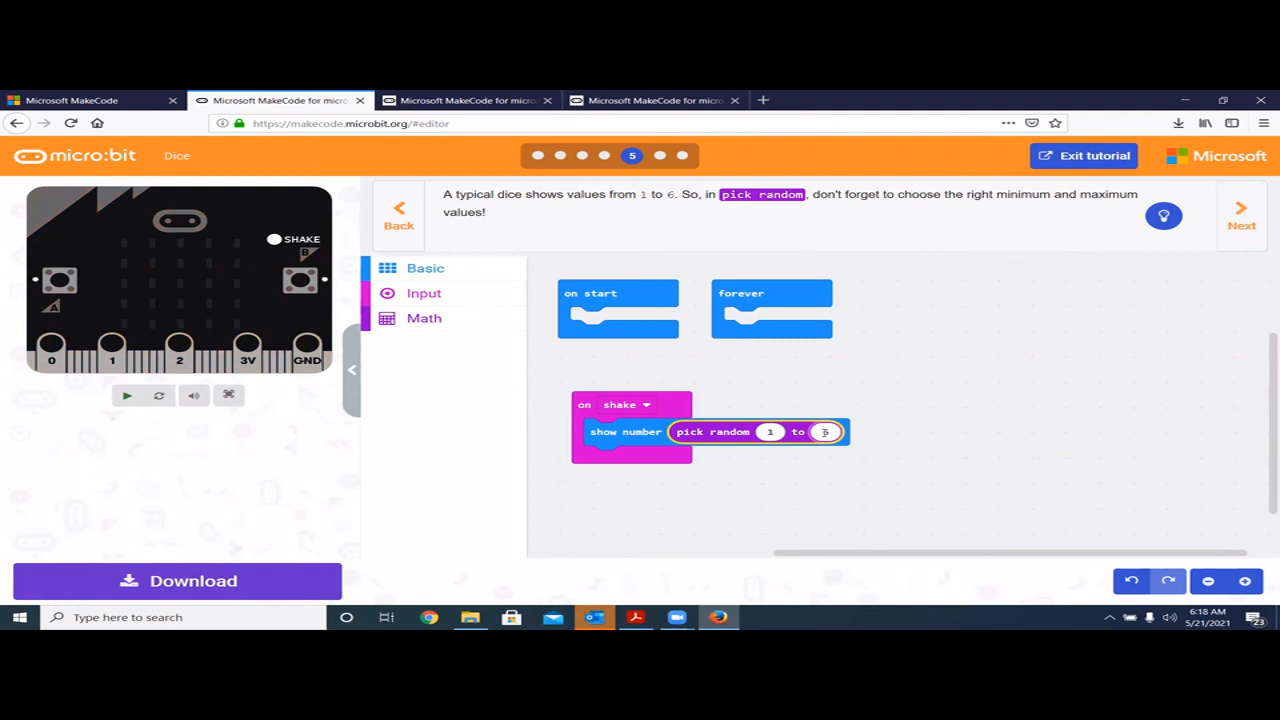 Microsoft MakeCode
Microsoft MakeCode for micro:
Microsoft MakeCode for micro:
Microsoft MakeCode for micro:
https://makecode.microbit.org/#editor
micro:bit
Dice
5
Exit tutorial
Microsoft
Back
A typical dice shows values from 1 to 6. So, in pick random, don't forget to choose the right minimum and maximum
values!
Next
SHAKE
B
A
0 1 2 3V GND
Basic
Input
Math
on start
forever
on shake
show number pick random 1 to
Download
Type here to search
6:18 AM
5/21/2021
23